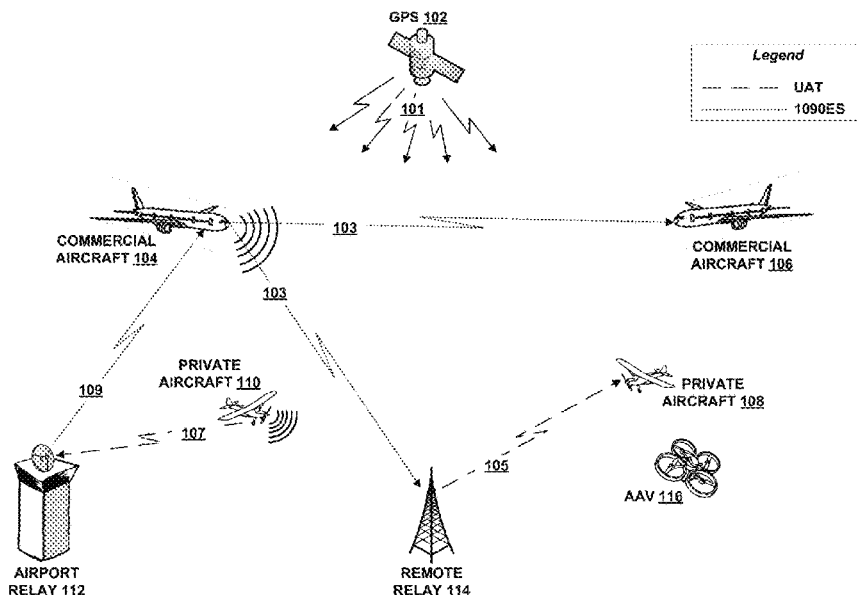 GPS 102
Legend
UAT
1090ES
101
COMMERCIAL
AIRCRAFT 104
103
COMMERCIAL
AIRCRAFT 106
103
PRIVATE
AIRCRAFT 110
109
107
PRIVATE
AIRCRAFT 108
105
AAV 116
AIRPORT
RELAY 112
REMOTE
RELAY 114